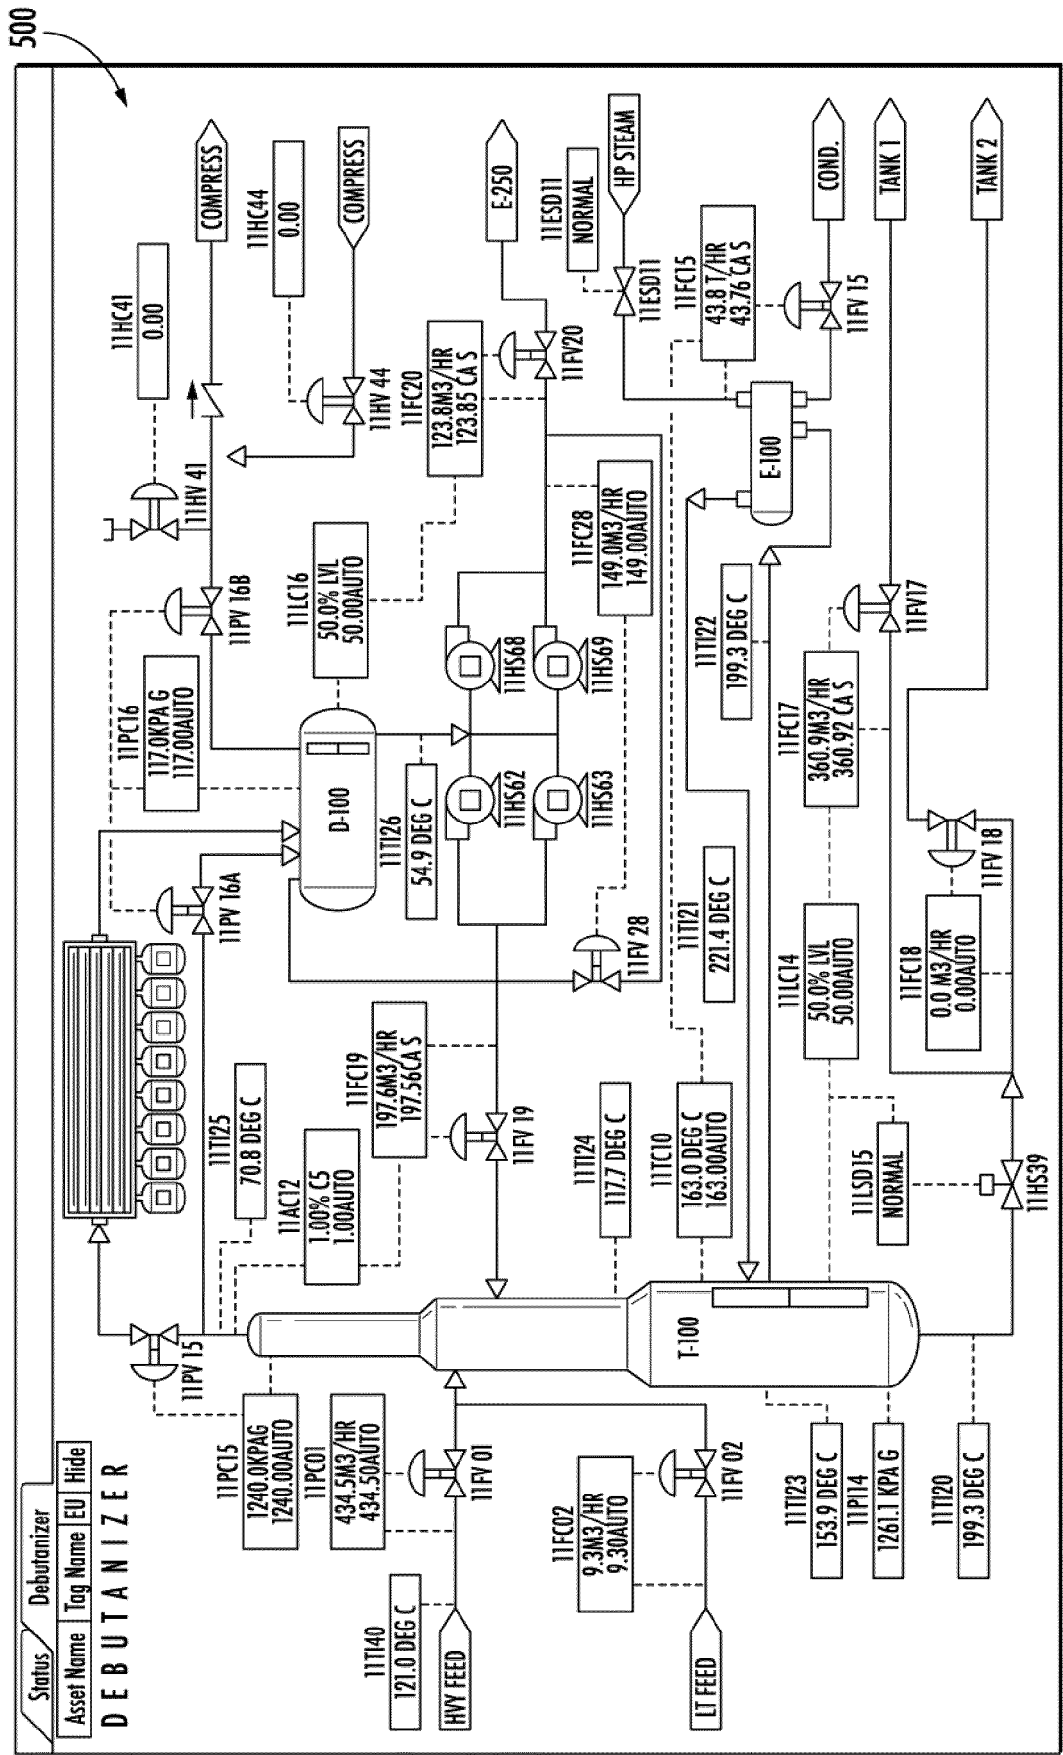 500
Status
Debutanizer
Asset Name
Tag Name
EU
Hide
DEBUTANIZER
11TI40
121.0 DEG C
HVY FEED
11PC15
1240.0KPAG
1240.00AUTO
11PV 15
11PC01
434.5M3/HR
434.50AUTO
11FV 01
11FC02
9.3M3/HR
9.30AUTO
LT FEED
11FV 02
11TI23
153.9 DEG C
11PI14
1261.1 KPA G
11TI20
199.3 DEG C
T-100
11TI25
70.8 DEG C
11AC12
1.00% C5
1.00AUTO
11FC19
197.6M3/HR
197.56CA S
11FV 19
11TI24
117.7 DEG C
11TC10
163.0 DEG C
163.00AUTO
11LSD15
NORMAL
11HS39
11PV 16A
11PC16
117.0KPA G
117.00AUTO
11PV 16B
D-100
11TI26
54.9 DEG C
11HS62
11HS63
11HS68
11HS69
11FV 28
11TI21
221.4 DEG C
11LC14
50.0% LVL
50.00AUTO
11FC18
0.0 M3/HR
0.00AUTO
11FV 18
11HC41
0.00
11HV 41
COMPRESS
11HC44
0.00
COMPRESS
11HV 44
11LC16
50.0% LVL
50.00AUTO
11FC20
123.8M3/HR
123.85 CA S
11FV20
E-250
11FC28
149.0M3/HR
149.00AUTO
11ESD11
NORMAL
HP STEAM
11ESD11
11FC15
43.8 T/HR
43.76 CA S
11FV 15
COND.
E-100
11TI22
199.3 DEG C
11FC17
360.9M3/HR
360.92 CA S
11FV17
TANK 1
TANK 2